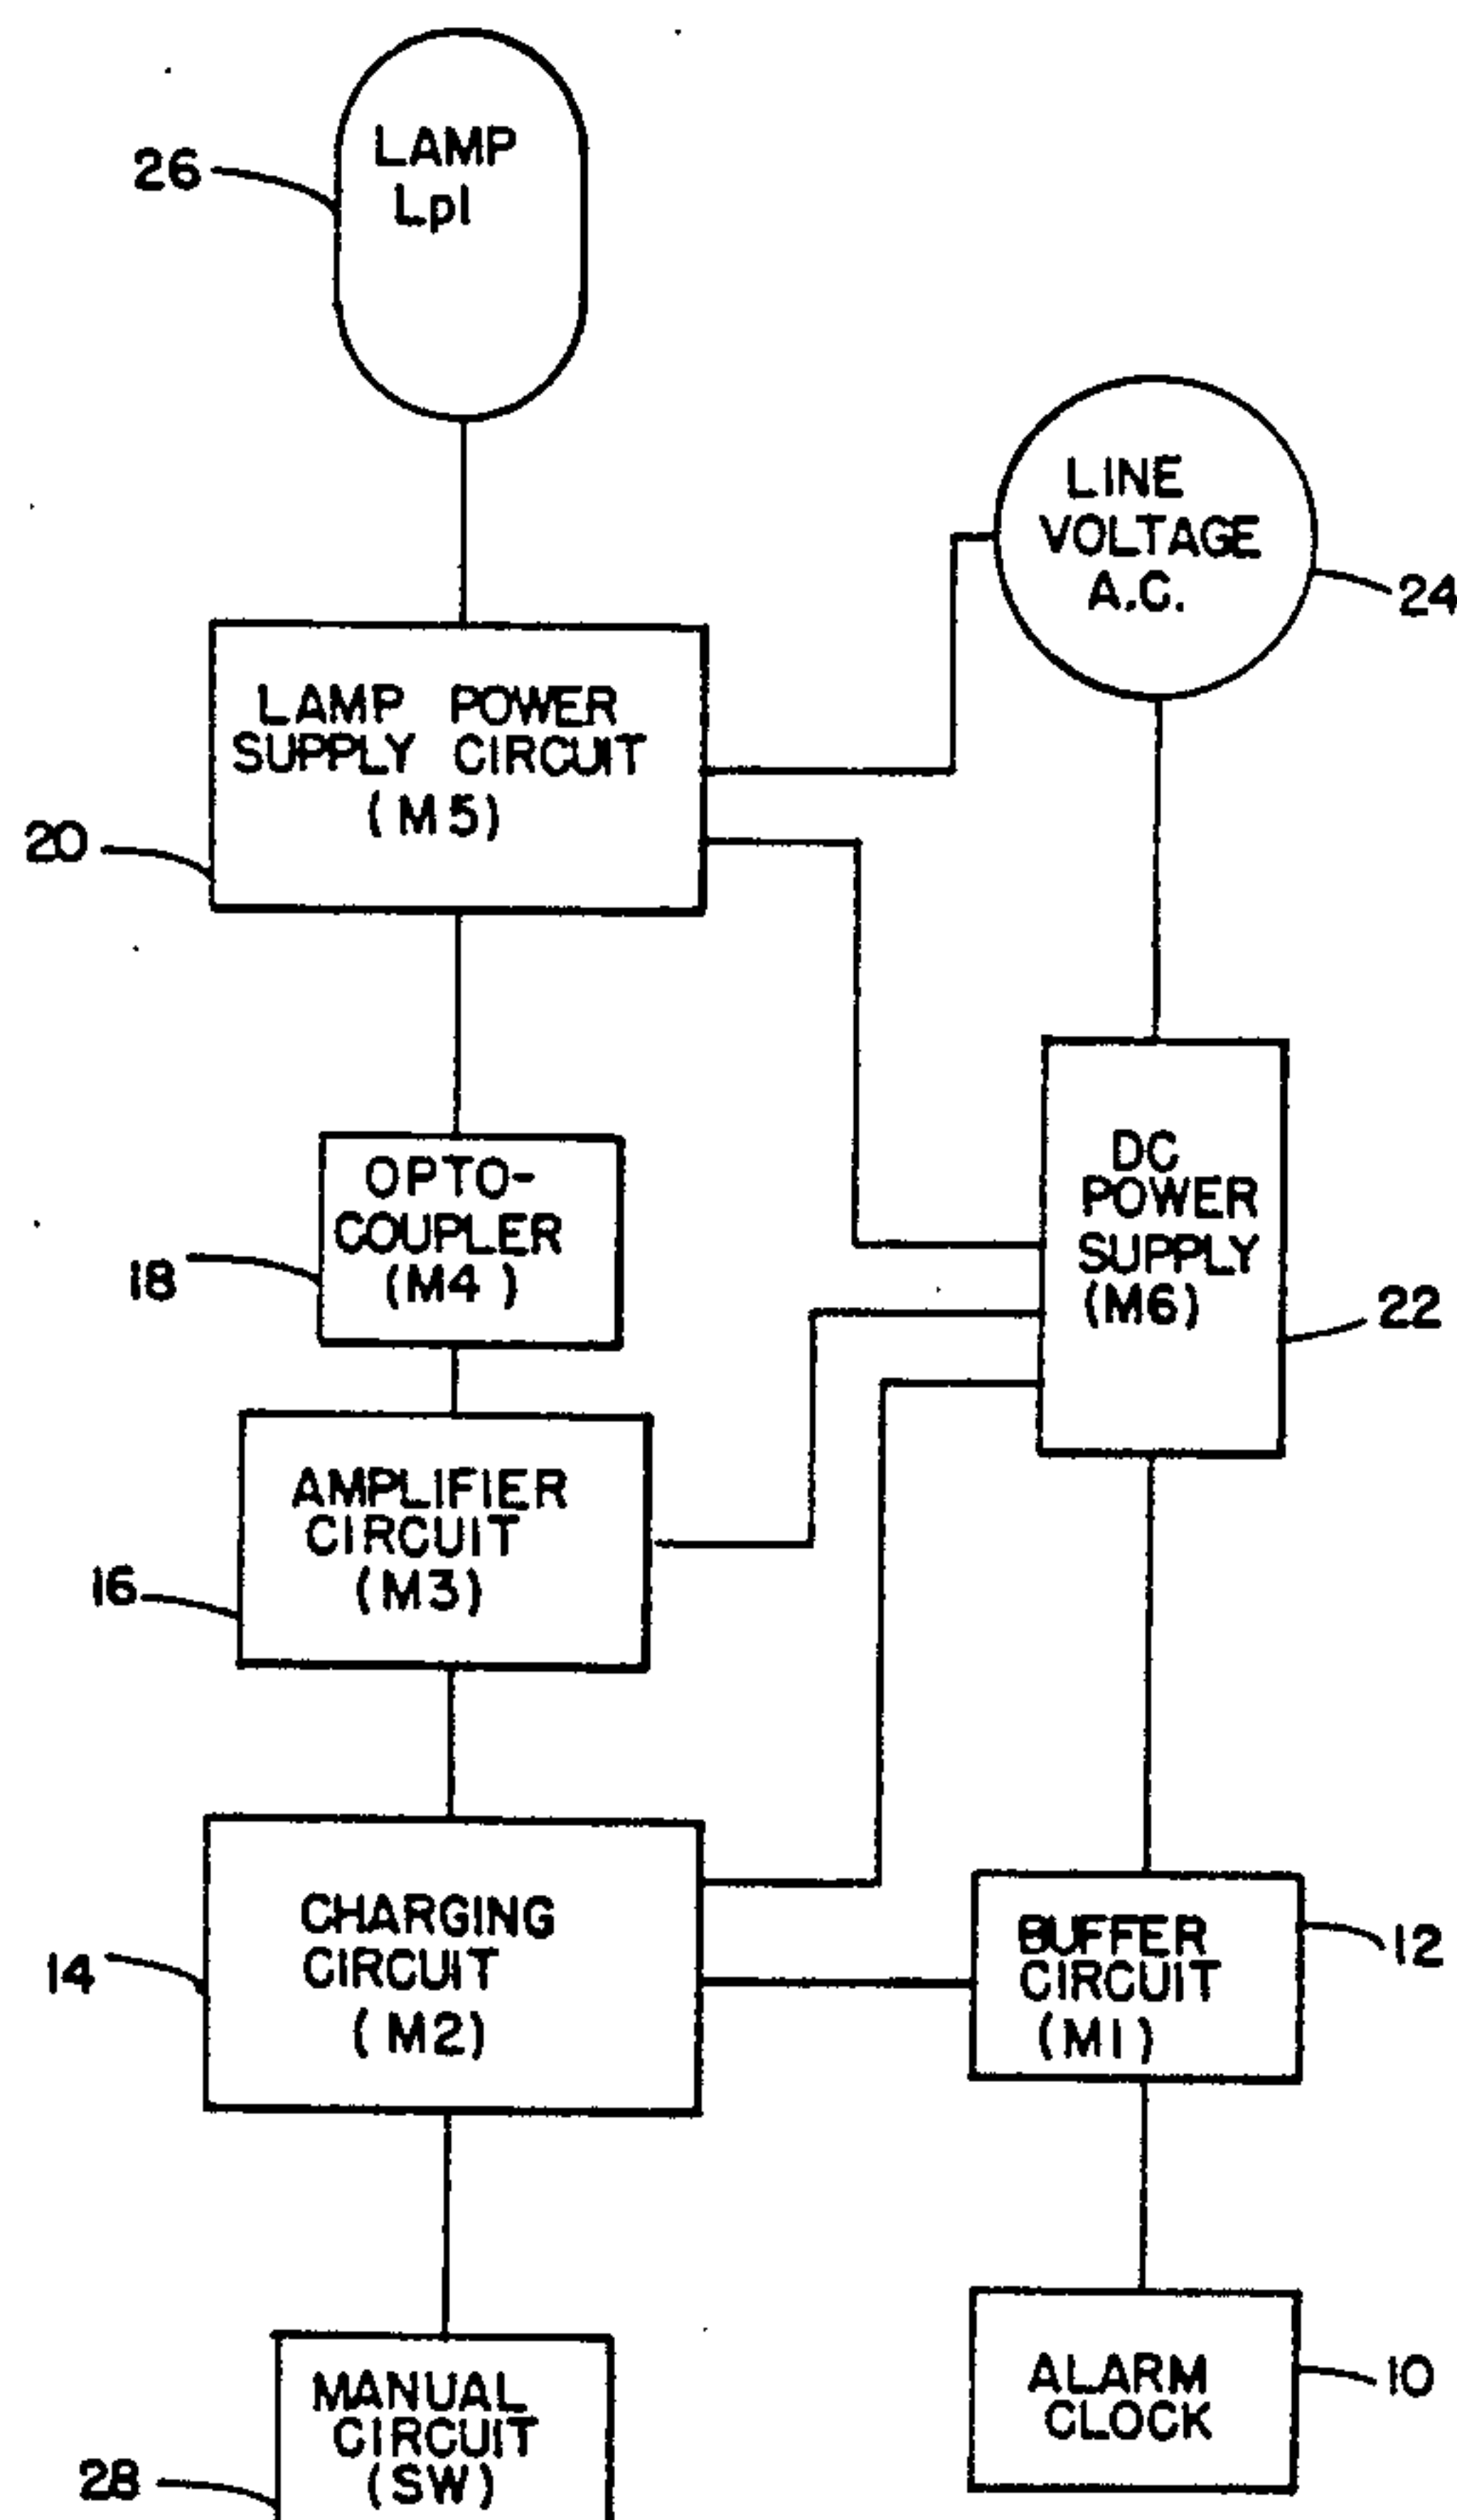 LAMP
Lp1
26
LINE
VOLTAGE
A.C.
24
LAMP POWER
SUPPLY CIRCUIT
(M5)
20
OPTO-
COUPLER
(M4)
18
DC
POWER
SUPPLY
(M6)
22
AMPLIFIER
CIRCUIT
(M3)
16
CHARGING
CIRCUIT
(M2)
14
BUFFER
CIRCUIT
(M1)
12
MANUAL
CIRCUIT
(SW)
28
ALARM
CLOCK
10